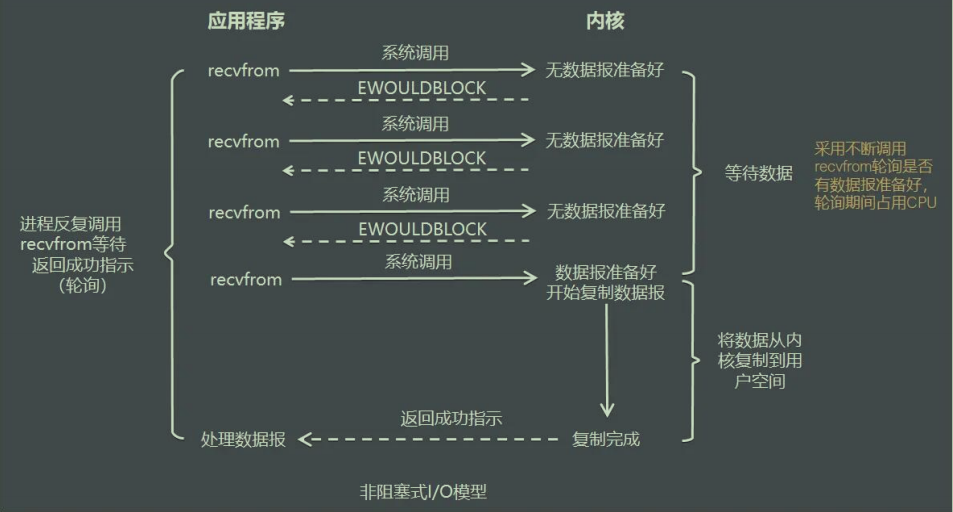 应用程序
内核
系统调用
recvfrom
无数据报准备好
EWOULDBLOCK
系统调用
recvfrom
无数据报准备好
EWOULDBLOCK
系统调用
recvfrom
无数据报准备好
EWOULDBLOCK
系统调用
recvfrom
数据报准备好
开始复制数据报
进程反复调用
recvfrom等待
返回成功指示
（轮询）
等待数据
采用不断调用
recvfrom轮询是否
有数据报准备好，
轮询期间占用CPU
将数据从内
核复制到用
户空间
返回成功指示
处理数据报
复制完成
非阻塞式I/O模型